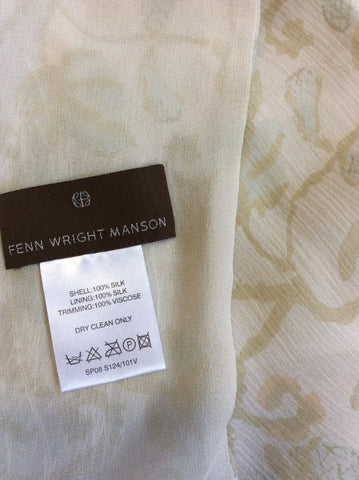 FENN WRIGHT MANSON
SHELL:100% SILK
LINING:100% SILK
TRIMMING:100% VISCOSE
DRY CLEAN ONLY
P
SP08 S124/101V